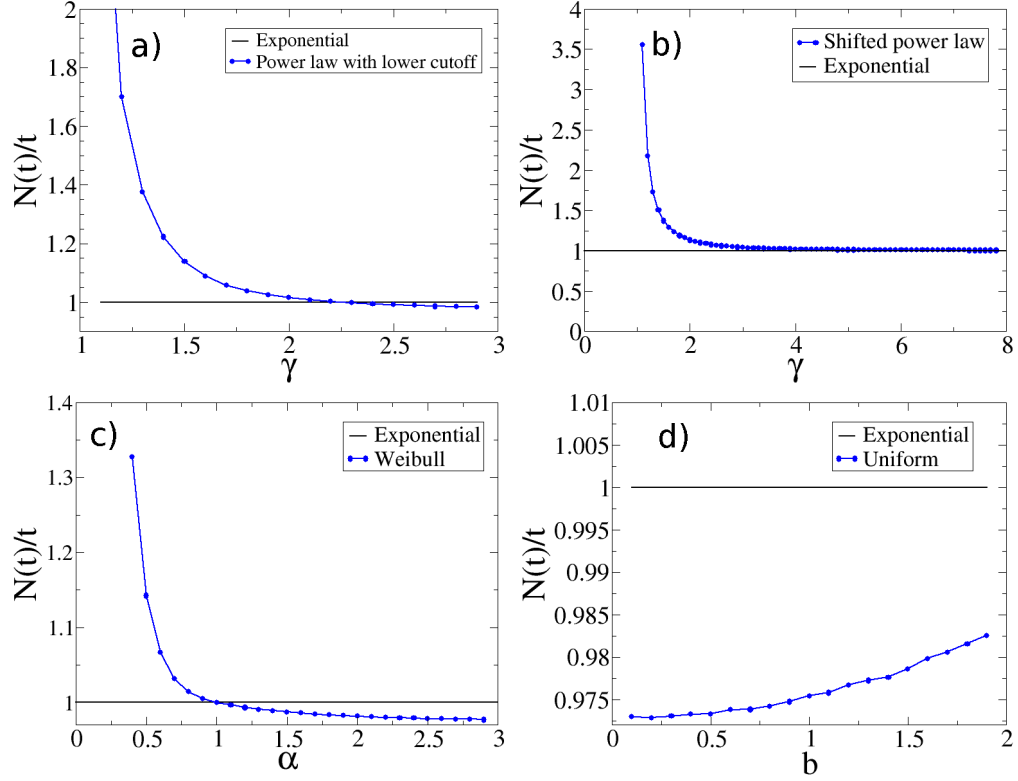 a)
Exponential
Power law with lower cutoff
N(t)/t
2
1.8
1.6
1.4
1.2
1
1
1.5
2
2.5
3
γ
b)
Shifted power law
Exponential
N(t)/t
4
3.5
3
2.5
2
1.5
1
0.5
0
0
2
4
6
8
γ
c)
Exponential
Weibull
N(t)/t
1.4
1.3
1.2
1.1
1
0
0.5
1
1.5
2
2.5
3
α
d)
Exponential
Uniform
N(t)/t
1.01
1.005
1
0.995
0.99
0.985
0.98
0.975
0
0.5
1
1.5
2
b